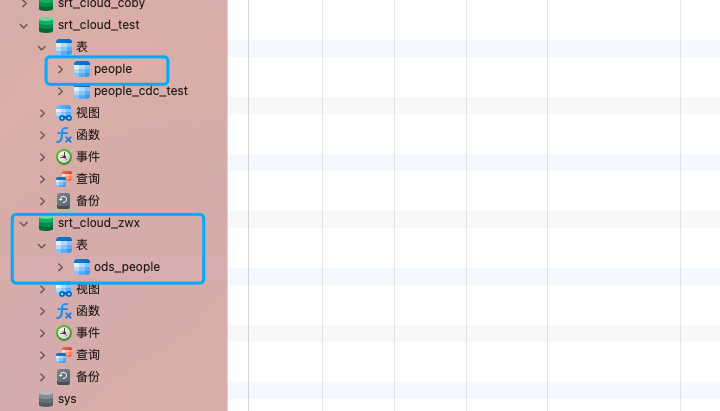 srt_cloud_coby
srt_cloud_test
表
people
people_cdc_test
视图
函数
事件
查询
备份
srt_cloud_zwx
表
ods_people
视图
函数
事件
查询
备份
sys